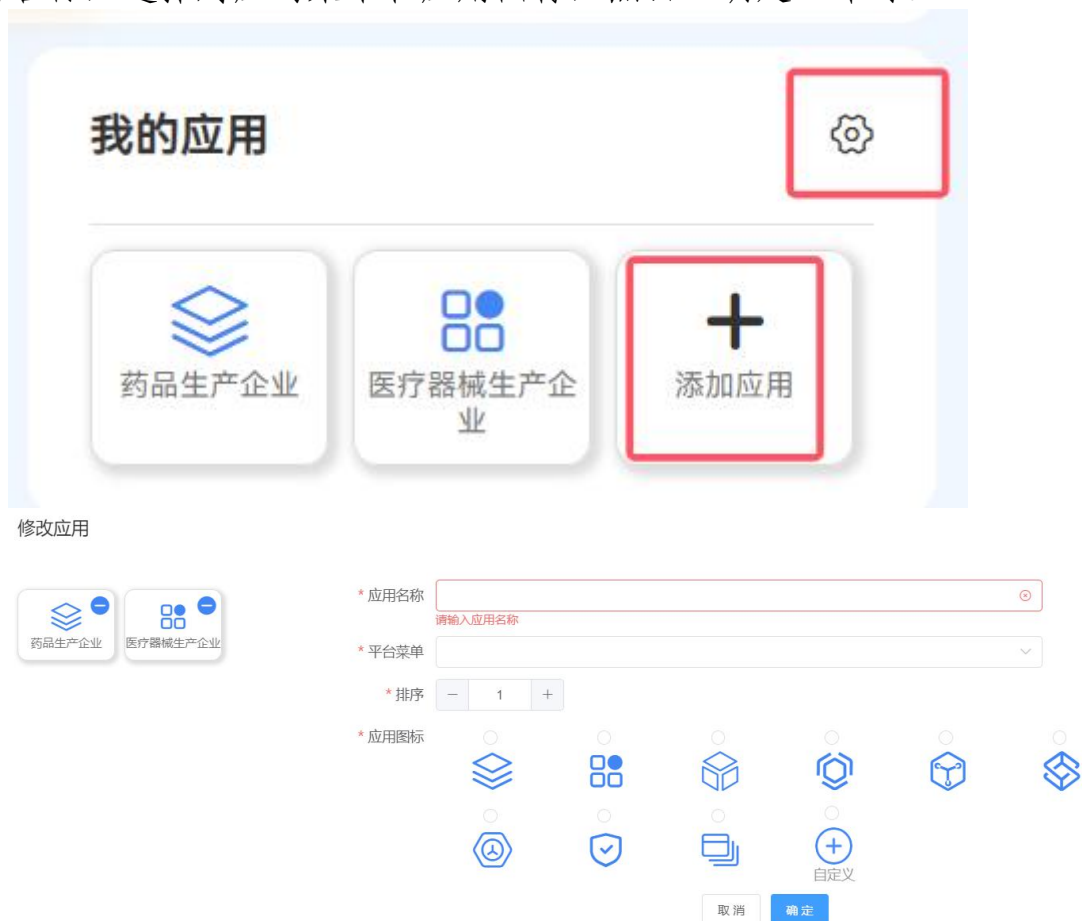 我的应用
药品生产企业
医疗器械生产企
业
添加应用
修改应用
药品生产企业
医疗器械生产企业
* 应用名称
请输入应用名称
* 平台菜单
* 排序
1
* 应用图标
自定义
取消
确定